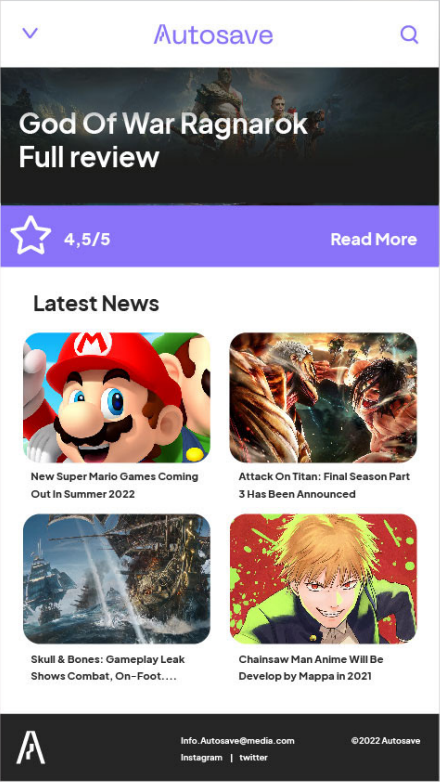 Autosave
God Of War Ragnarok
Full review
4,5/5
Read More
Latest News
M
New Super Mario Games Coming
Out In Summer 2022
Attack On Titan: Final Season Part
3 Has Been Announced
Skull & Bones: Gameplay Leak
Shows Combat, On-Foot....
Chainsaw Man Anime Will Be
Develop by Mappa in 2021
Info.Autosave@media.com
©2022 Autosave
Instagram | twitter